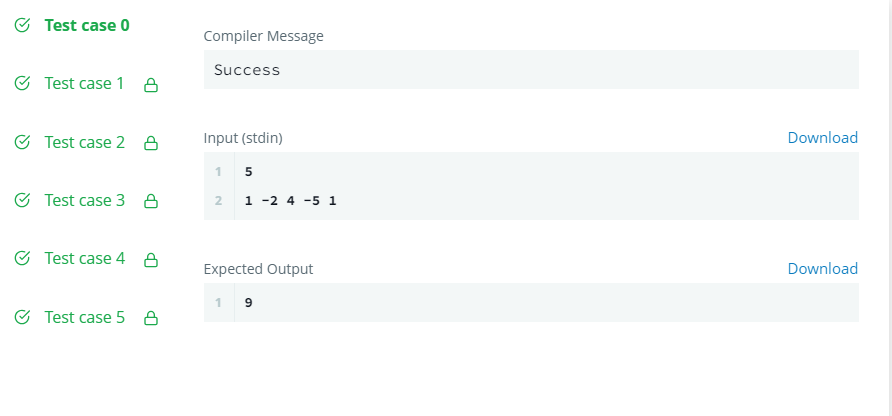 Test case 0
Test case 1
Test case 2
Test case 3
Test case 4
Test case 5
Compiler Message
Success
Input (stdin) Download
1 5
2 1 -2 4 -5 1
Expected Output Download
1 9